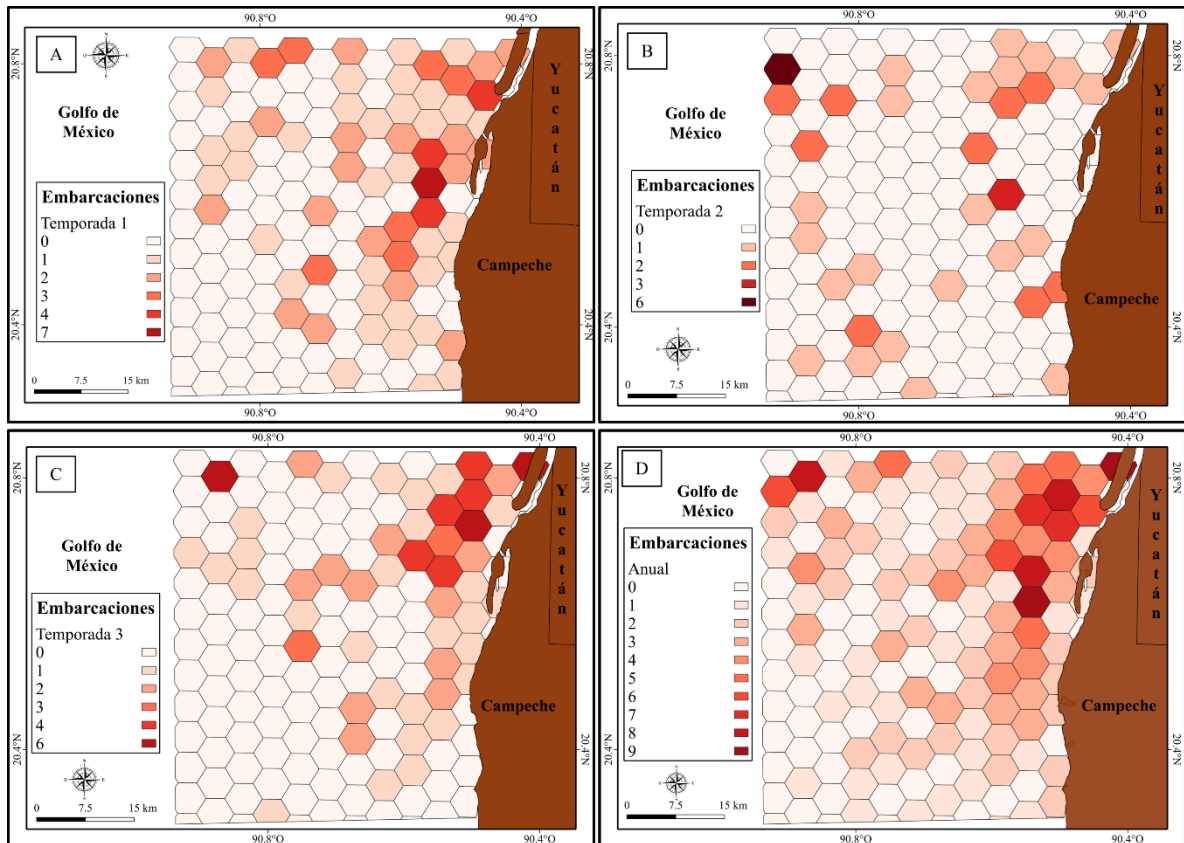 90.8°O
90.4°O
A
20.8°N
20.8°N
Golfo de
México
Yucatán
Embarcaciones
Temporada 1
0
1
2
3
4
7
Campeche
20.4°N
20.4°N
0
7.5
15 km
90.8°O
90.4°O
90.8°O
90.4°O
B
20.8°N
20.8°N
Golfo de
México
Yucatán
Embarcaciones
Temporada 2
0
1
2
3
6
Campeche
20.4°N
20.4°N
0
7.5
15 km
90.8°O
90.4°O
90.8°O
90.4°O
C
20.8°N
20.8°N
Golfo de
México
Yucatán
Embarcaciones
Temporada 3
0
1
2
3
4
6
Campeche
20.4°N
20.4°N
0
7.5
15 km
90.8°O
90.4°O
90.8°O
90.4°O
D
20.8°N
20.8°N
Golfo de
México
Yucatán
Embarcaciones
Anual
0
1
2
3
4
5
6
7
8
9
Campeche
20.4°N
20.4°N
0
7.5
15 km
90.8°O
90.4°O